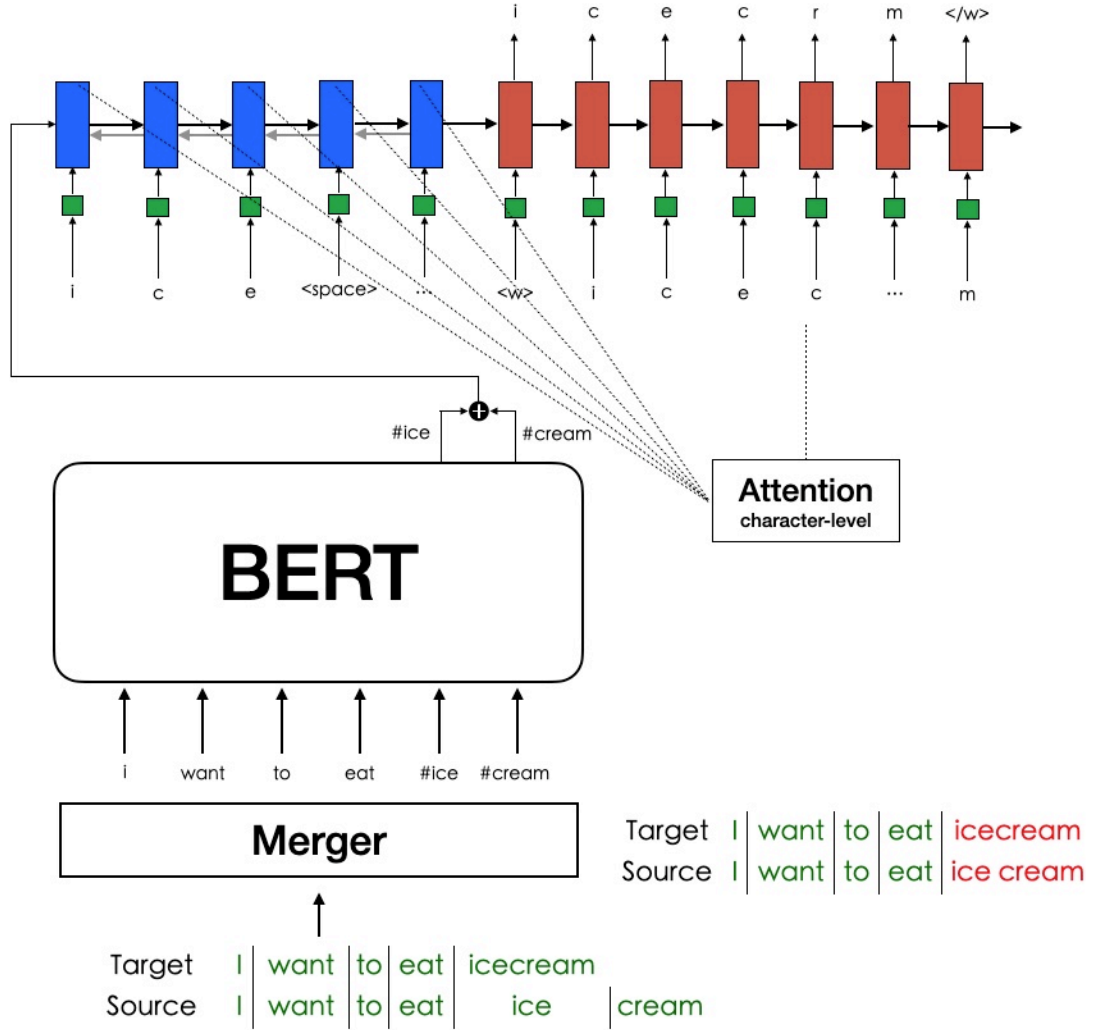 i c e c r m </w>
i c e <space> ... <w> i c e c ... m
+
#ice #cream
BERT
Attention
character-level
i want to eat #ice #cream
Merger
Target I want to eat icecream
Source I want to eat ice cream
Target I want to eat icecream
Source I want to eat ice cream